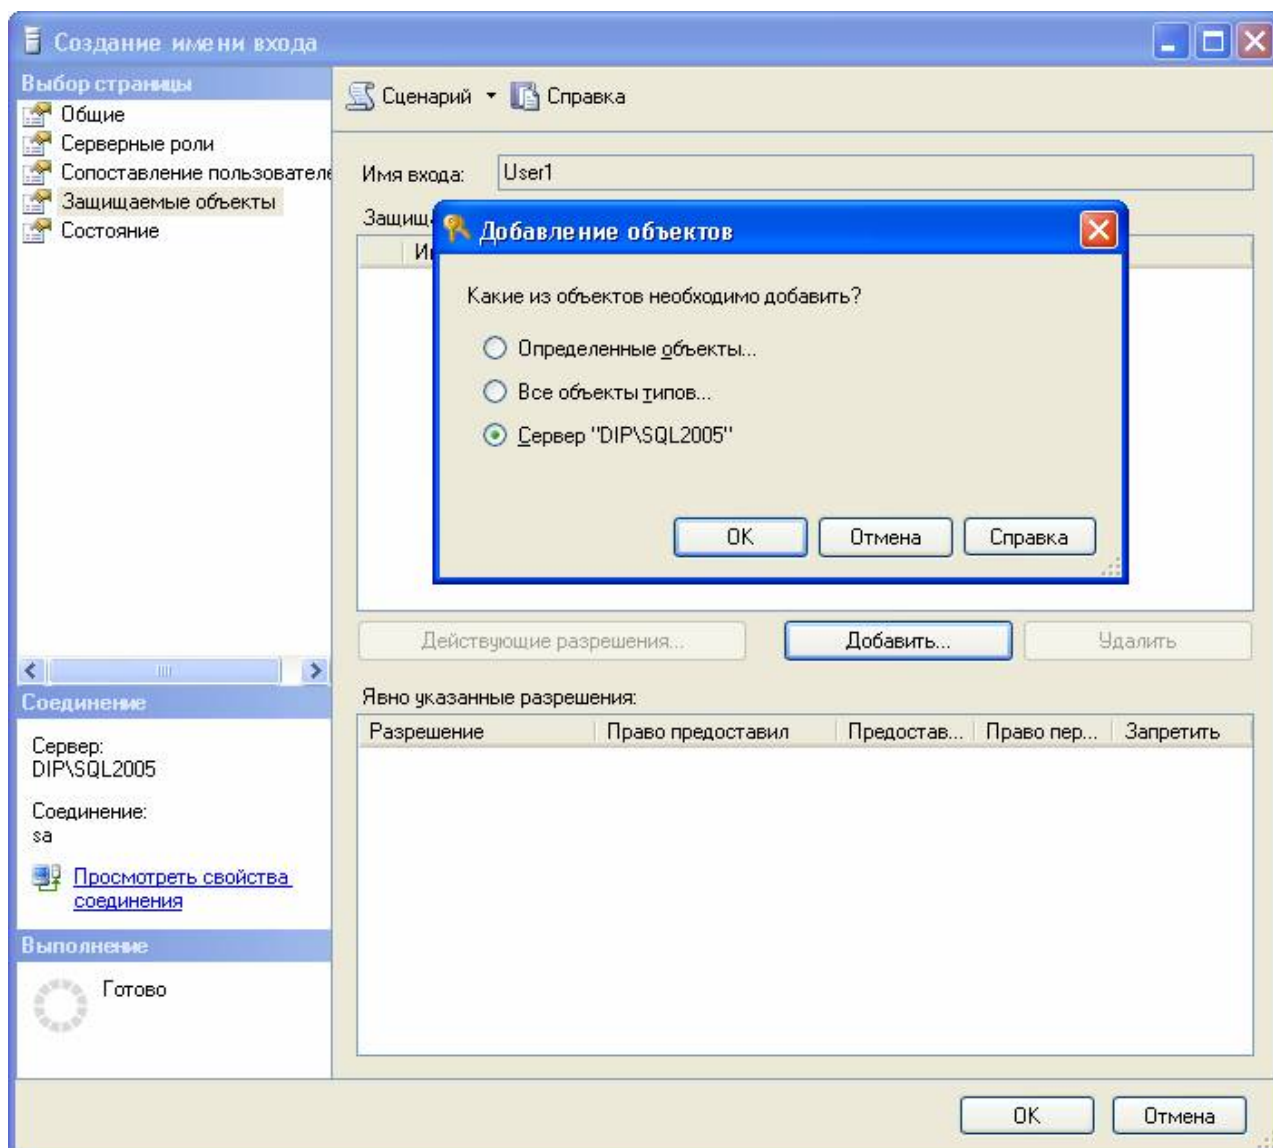 Создание имени входа
Выбор страницы
Общие
Серверные роли
Сопоставление пользователе
Защищаемые объекты
Состояние
Сценарий
Справка
Имя входа:
User1
Защищ
Добавление объектов
Какие из объектов необходимо добавить?
Определенные объекты...
Все объекты типов...
Сервер "DIP\SQL2005"
OK
Отмена
Справка
Действующие разрешения...
Добавить...
Удалить
Явно указанные разрешения:
Разрешение
Право предоставил
Предостав...
Право пер...
Запретить
Соединение
Сервер:
DIP\SQL2005
Соединение:
sa
Просмотреть свойства
соединения
Выполнение
Готово
OK
Отмена